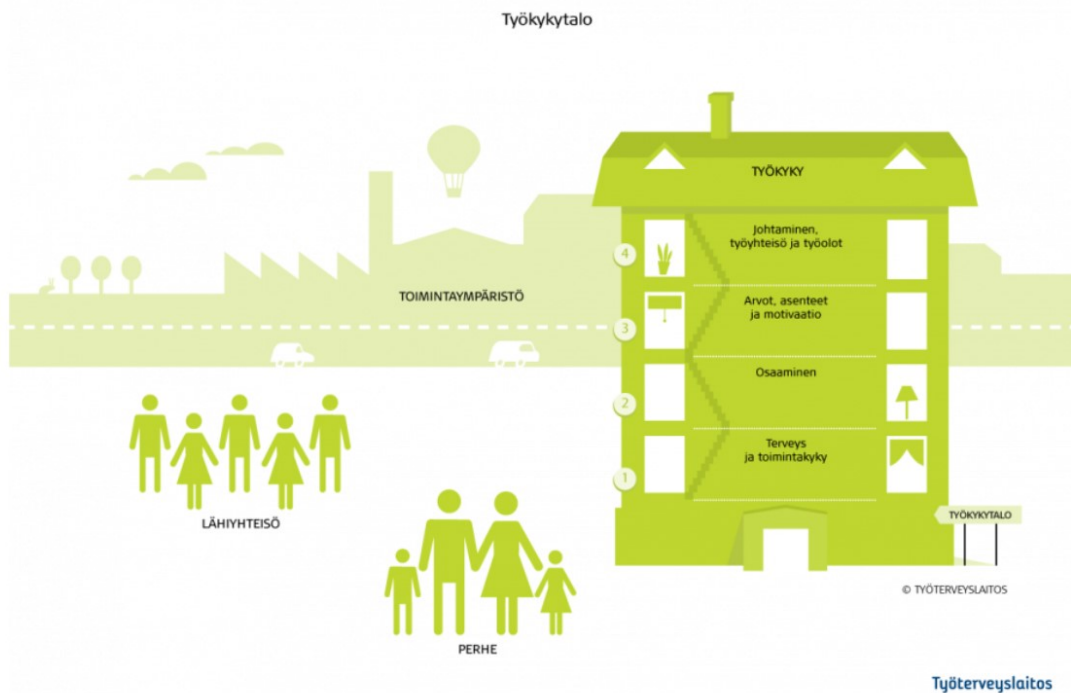 Työkykytalo
TYÖKYKY
4
Johtaminen,
työyhteisö ja työolot
TOIMINTAYMPÄRISTÖ
3
Arvot, asenteet
ja motivaatio
2
Osaaminen
1
Terveys
ja toimintakyky
LÄHIYHTEISÖ
TYÖKYKYTALO
PERHE
© TYÖTERVEYSLAITOS
Työterveyslaitos